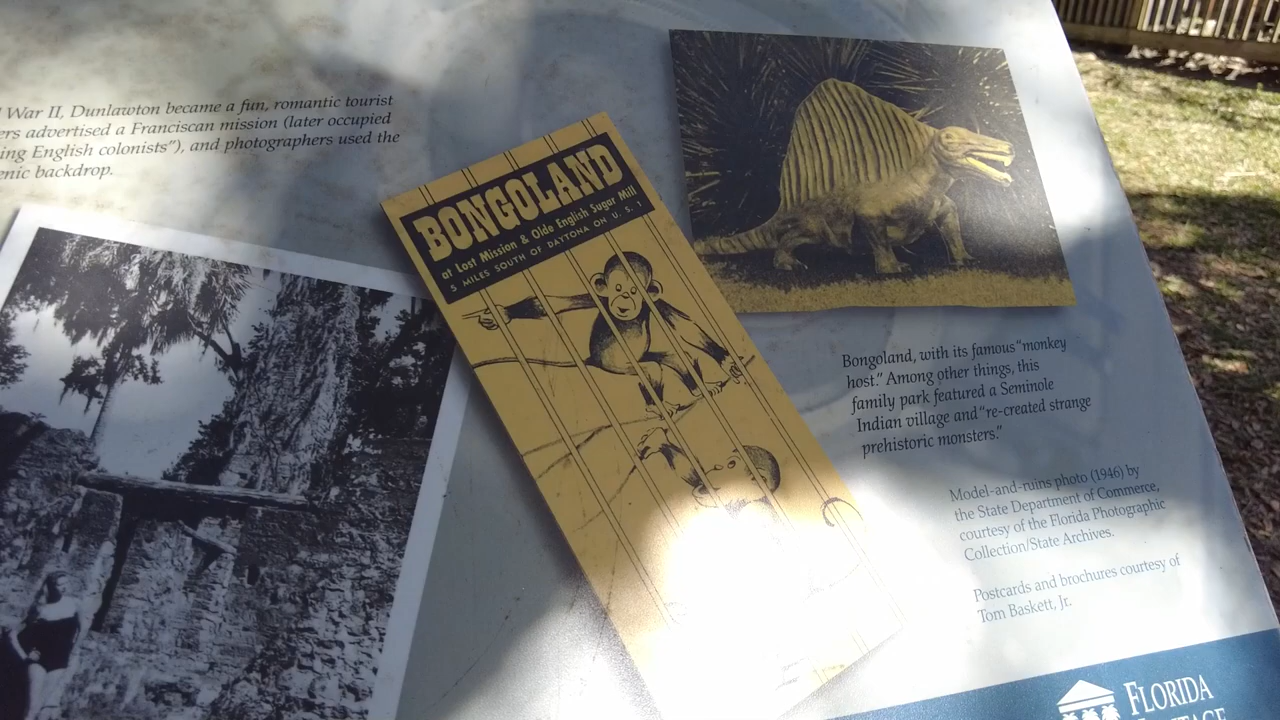 War II, Dunlawton became a fun, romantic tourist
ers advertised a Franciscan mission (later occupied
ing English colonists"), and photographers used the
enic backdrop.
BONGOLAND
at Lost Mission & Olde English Sugar Mill
5 MILES SOUTH OF DAYTONA ON U. S. 1
Bongoland, with its famous "monkey
host." Among other things, this
family park featured a Seminole
Indian village and "re-created strange
prehistoric monsters."
Model-and-ruins photo (1946) by
the State Department of Commerce,
courtesy of the Florida Photographic
Collection/State Archives.
Postcards and brochures courtesy of
Tom Baskett, Jr.
FLORIDA